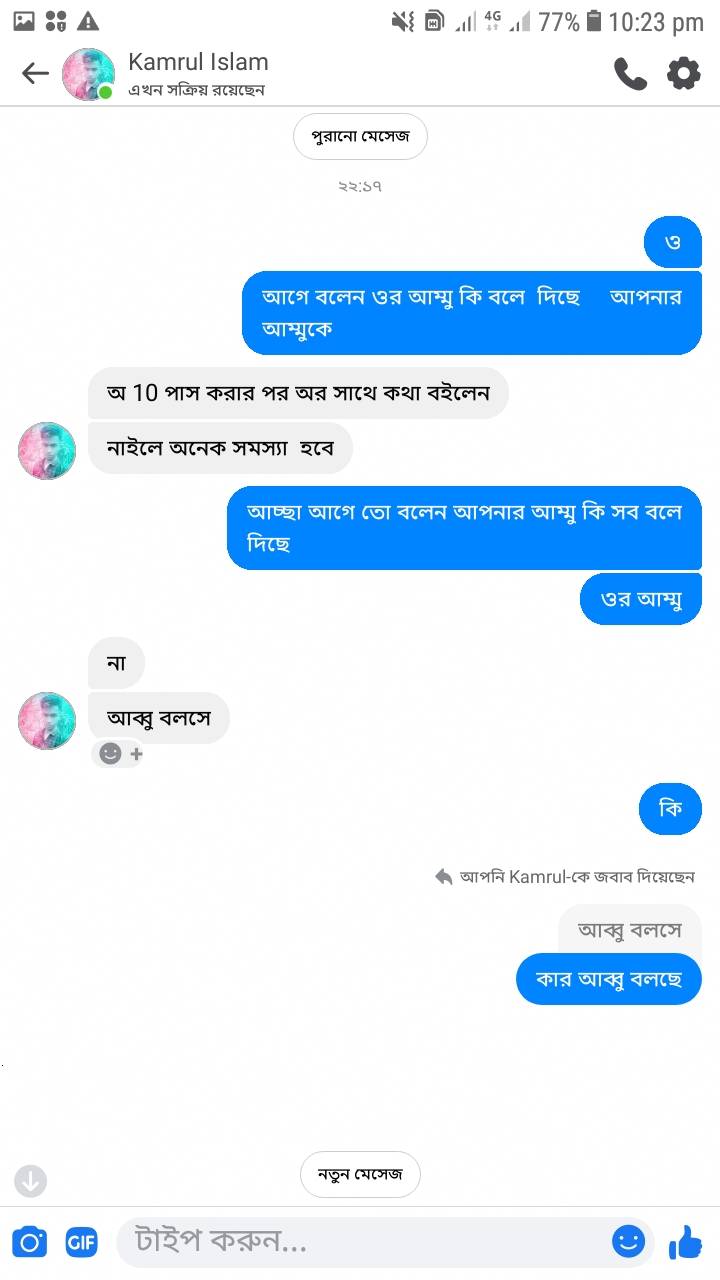 4G 77% 10:23 pm
Kamrul Islam
এখন সক্রিয় রয়েছেন
পুরানো মেসেজ
২২:১৭
ও
আগে বলেন ওর আম্মু কি বলে দিছে আপনার
আম্মুকে
অ 10 পাস করার পর অর সাথে কথা বইলেন
নাইলে অনেক সমস্যা হবে
আচ্ছা আগে তো বলেন আপনার আম্মু কি সব বলে
দিছে
ওর আম্মু
না
আব্বু বলসে
কি
আপনি Kamrul-কে জবাব দিয়েছেন
আব্বু বলসে
কার আব্বু বলছে
নতুন মেসেজ
GIF টাইপ করুন...